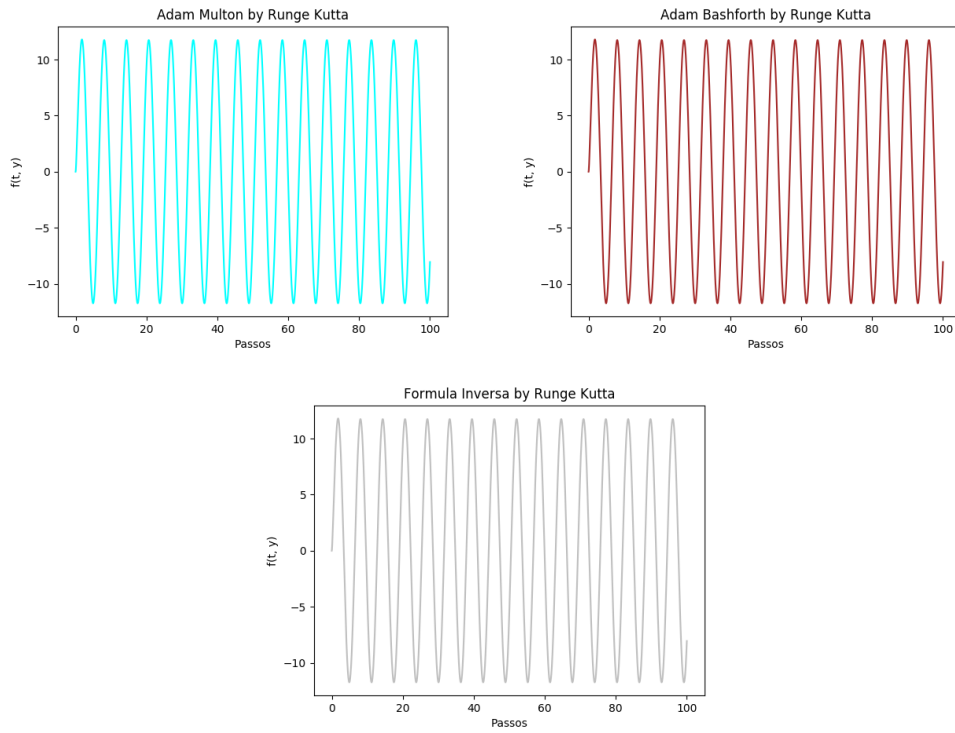 Adam Multon by Runge Kutta
10
5
0
−5
−10
f(t, y)
0 20 40 60 80 100
Passos
Adam Bashforth by Runge Kutta
10
5
0
−5
−10
f(t, y)
0 20 40 60 80 100
Passos
Formula Inversa by Runge Kutta
10
5
0
−5
−10
f(t, y)
0 20 40 60 80 100
Passos